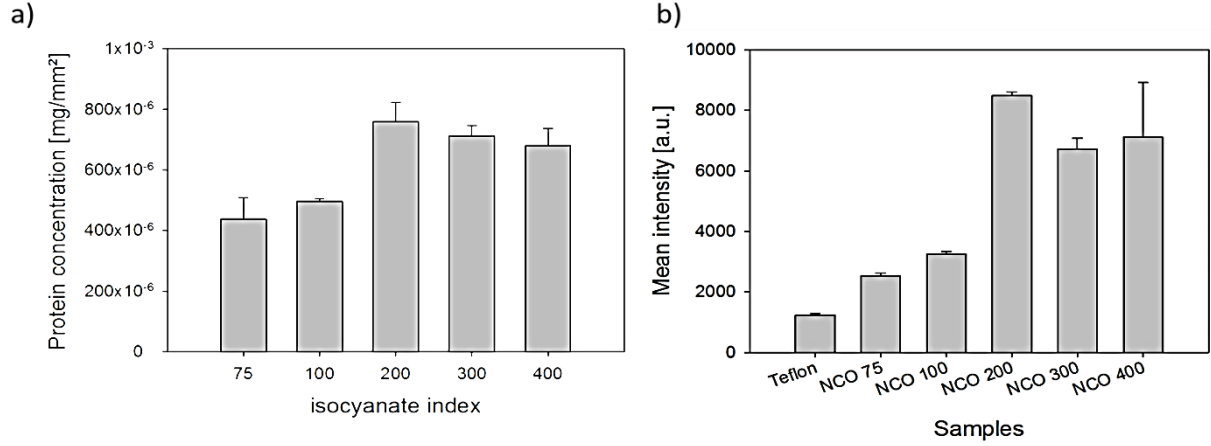 a)
Protein concentration [mg/mm²]
1x10⁻³
800x10⁻⁶
600x10⁻⁶
400x10⁻⁶
200x10⁻⁶
0
75 100 200 300 400
isocyanate index
b)
Mean intensity [a.u.]
10000
8000
6000
4000
2000
0
Teflon NCO 75 NCO 100 NCO 200 NCO 300 NCO 400
Samples